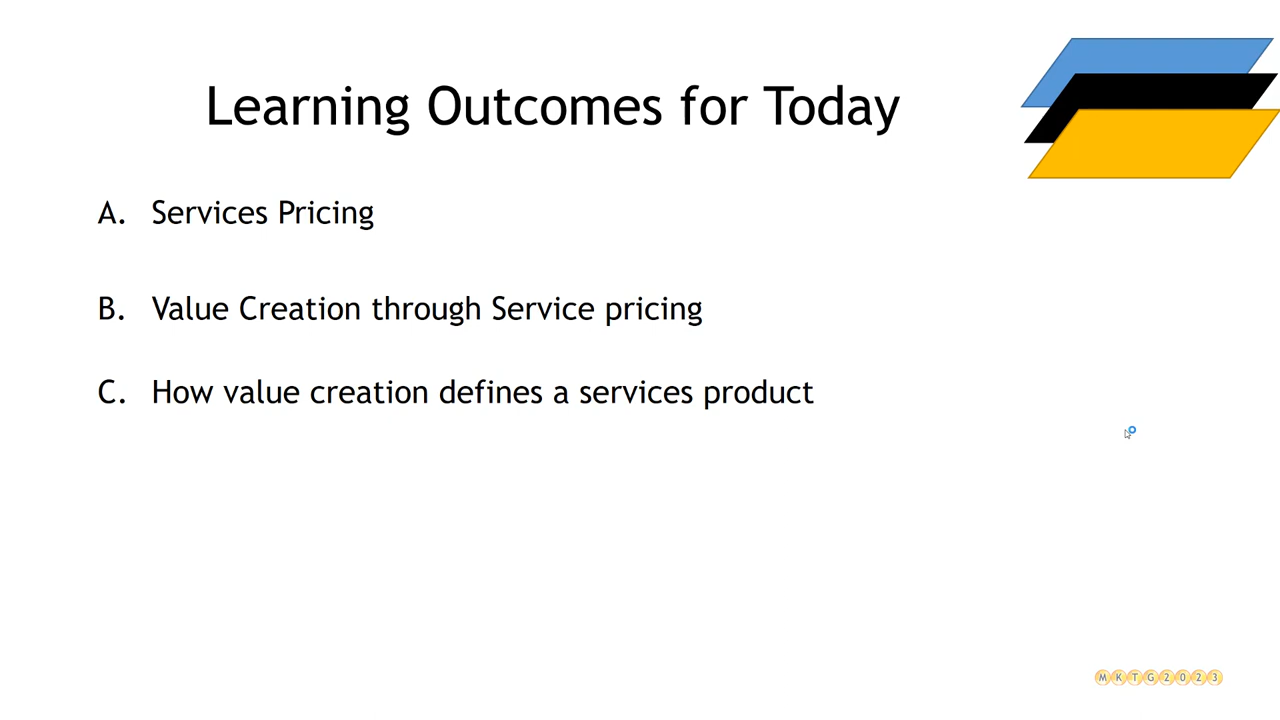 Learning Outcomes for Today
A. Services Pricing
B. Value Creation through Service pricing
C. How value creation defines a services product
MKTG2023